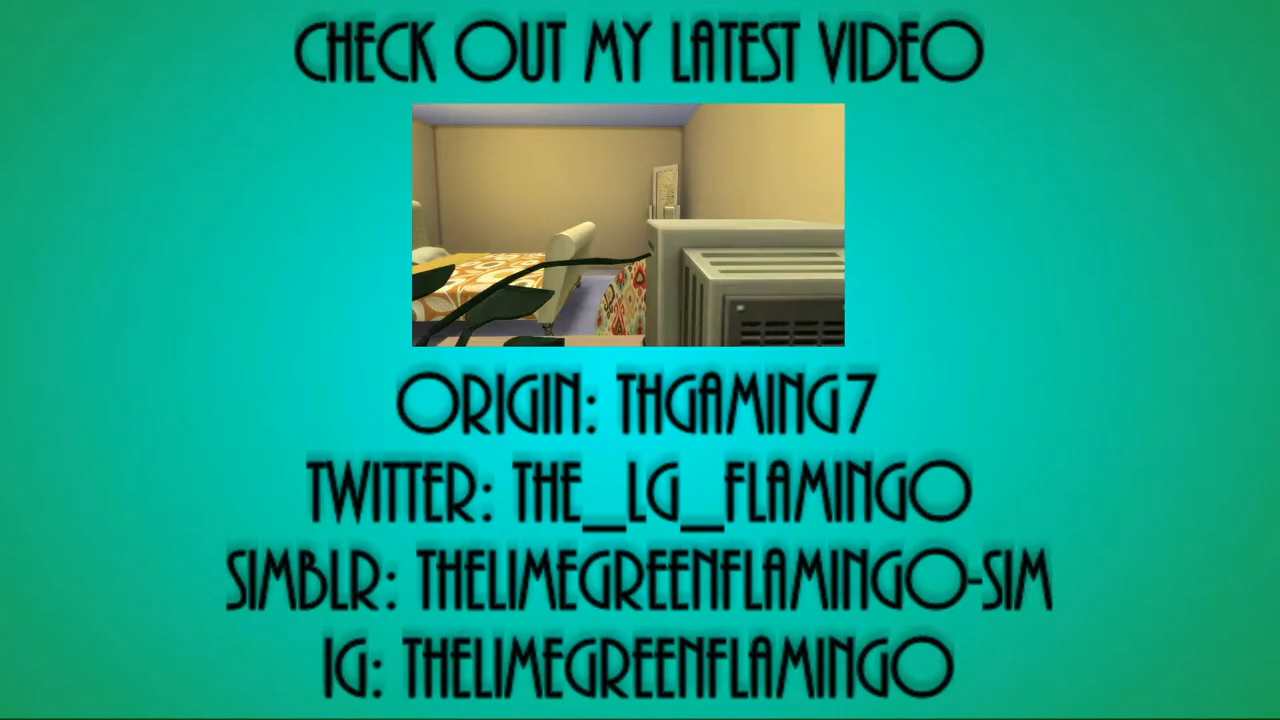 CHECK OUT MY LATEST VIDEO
ORIGIN: THGAMING7
TWITTER: THE_LG_FLAMINGO
SIMBLR: THELIMEGREENFLAMINGO-SIM
IG: THELIMEGREENFLAMINGO